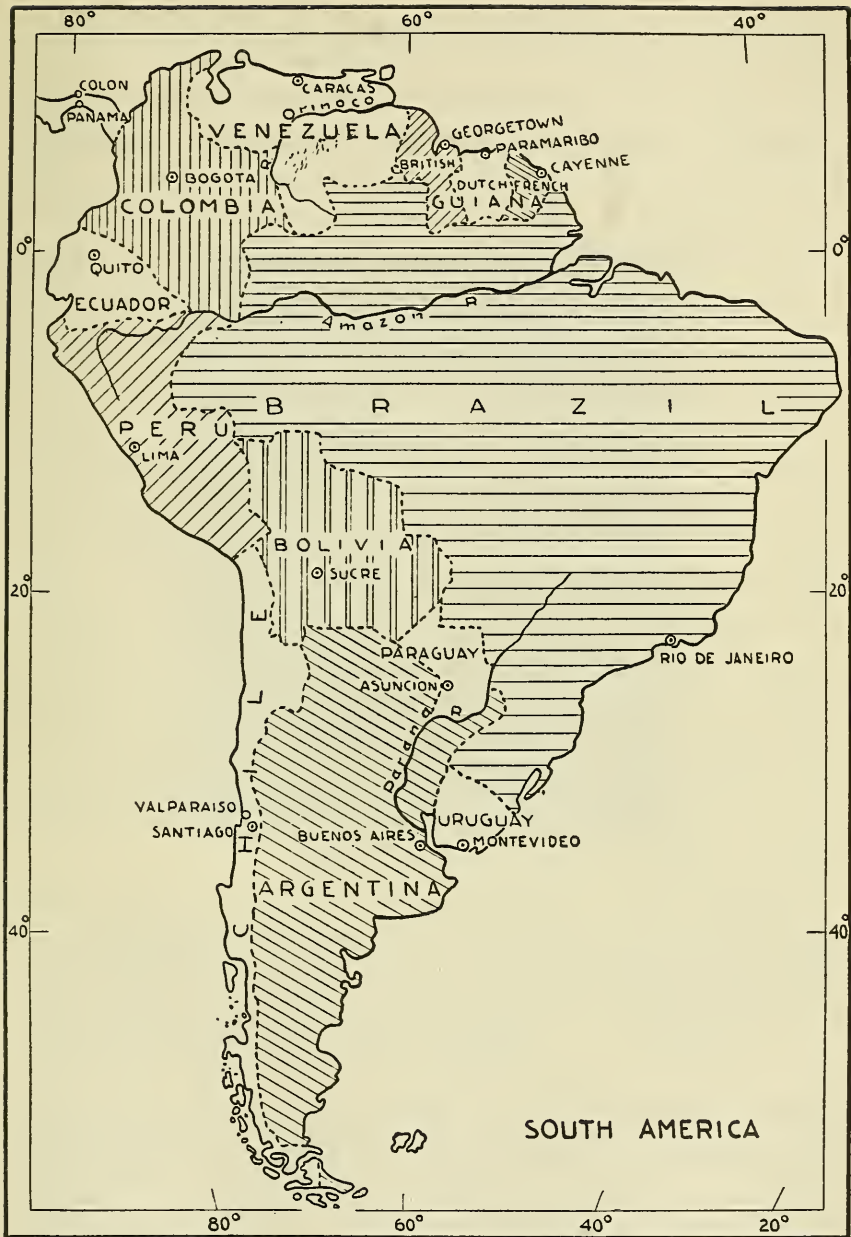 80° 60° 40°
COLON
PANAMA
CARACAS
Orinoco
R
VENEZUELA
GEORGETOWN
PARAMARIBO
BRITISH
CAYENNE
DUTCH FRENCH
GUIANA
BOGOTA
COLOMBIA
0° 0°
QUITO
ECUADOR
Amazon R
BRAZIL
PERU
LIMA
BOLIVIA
SUCRE
20° 20°
PARAGUAY
RIO DE JANEIRO
ASUNCION
Parana R
CHILE
VALPARAISO
SANTIAGO
BUENOS AIRES
URUGUAY
MONTEVIDEO
ARGENTINA
40° 40°
SOUTH AMERICA
80° 60° 40° 20°